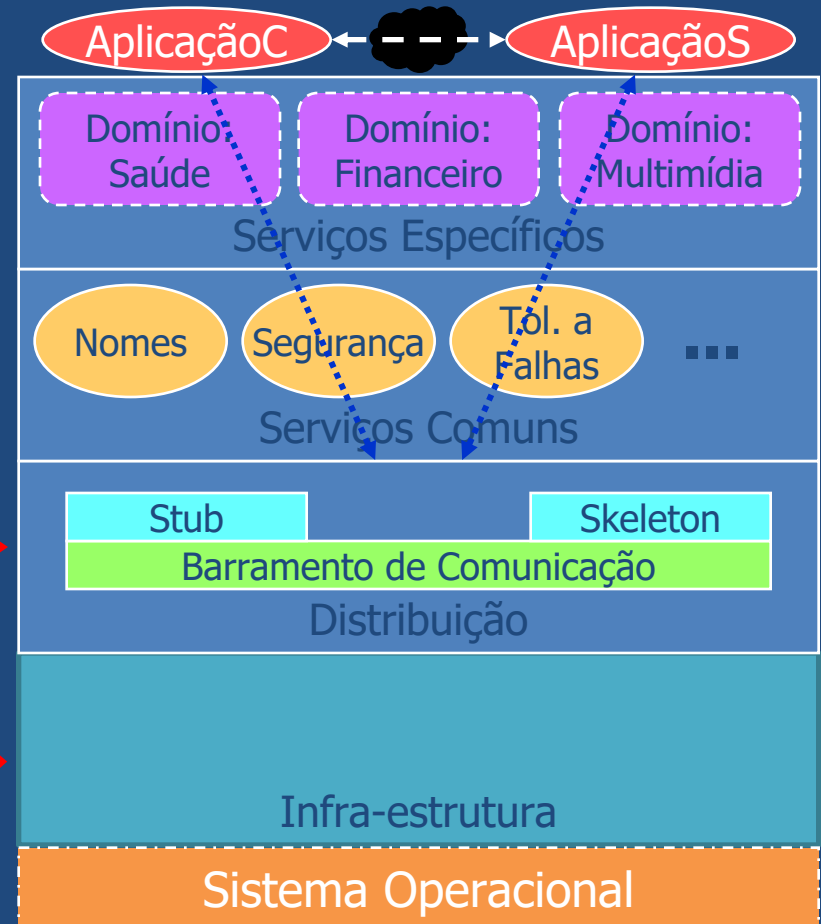 AplicaçãoC
AplicaçãoS
Domínio:
Saúde
Domínio:
Financeiro
Domínio:
Multimídia
Serviços Específicos
Nomes
Segurança
Tol. a
Falhas
...
Serviços Comuns
Stub
Skeleton
Barramento de Comunicação
Distribuição
Infra-estrutura
Sistema Operacional